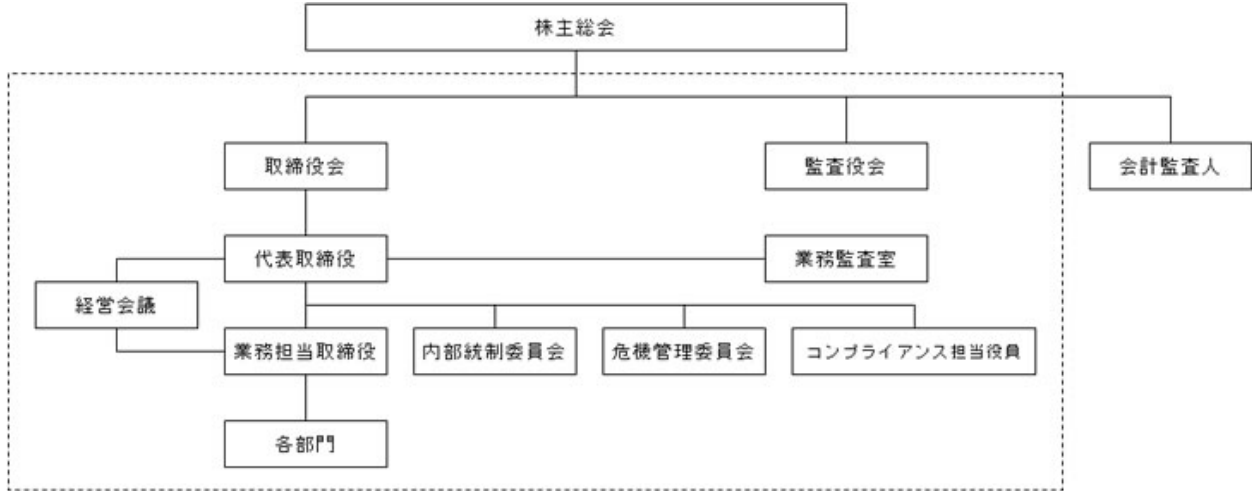 株主総会
取締役会
監査役会
会計監査人
代表取締役
業務監査室
経営会議
業務担当取締役
内部統制委員会
危機管理委員会
コンプライアンス担当役員
各部門